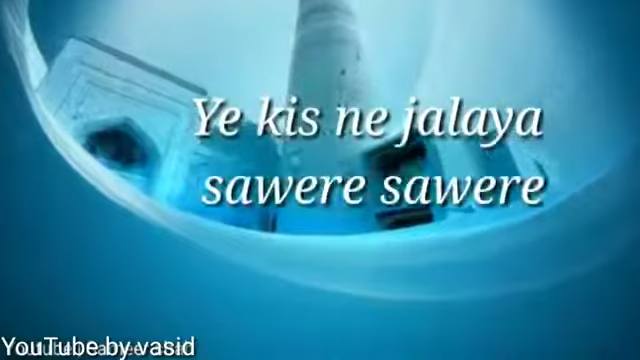 Ye kis ne jalaya
sawere sawere
YouTube by vasid